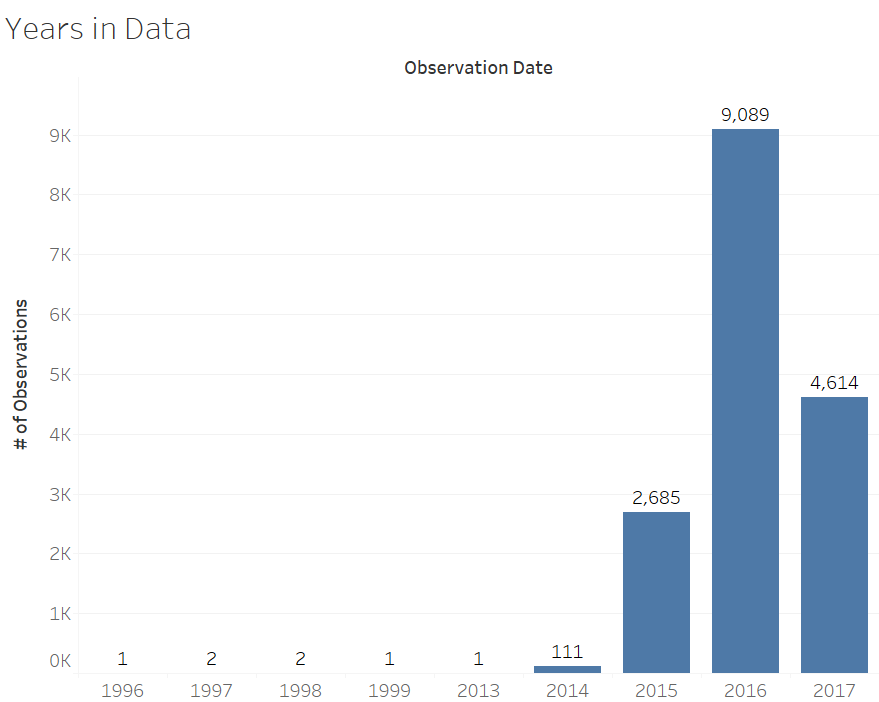 Years in Data
Observation Date
# of Observations
9K
8K
7K
6K
5K
4K
3K
2K
1K
0K
1
2
2
1
1
111
2,685
9,089
4,614
1996
1997
1998
1999
2013
2014
2015
2016
2017